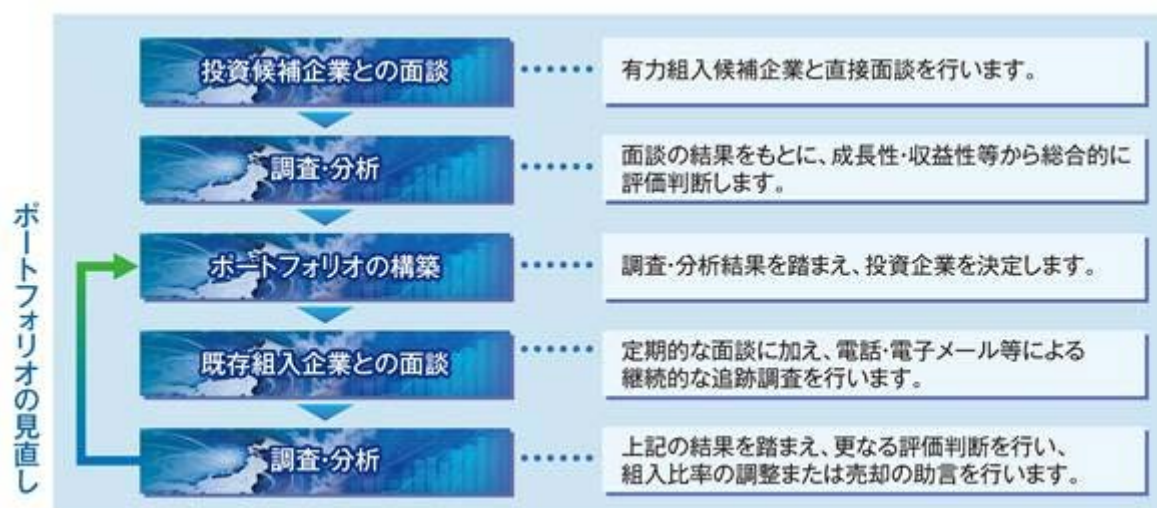 投資候補企業との面談
有力組入候補企業と直接面談を行います。
調査·分析
面談の結果をもとに、成長性·収益性等から総合的に
評価判断します。
ポートフォリオの構築
調査·分析結果を踏まえ、投資企業を決定します。
既存組入企業との面談
定期的な面談に加え、電話·電子メール等による
継続的な追跡調査を行います。
調査·分析
上記の結果を踏まえ、更なる評価判断を行い、
組入比率の調整または売却の助言を行います。
ポートフォリオの見直し